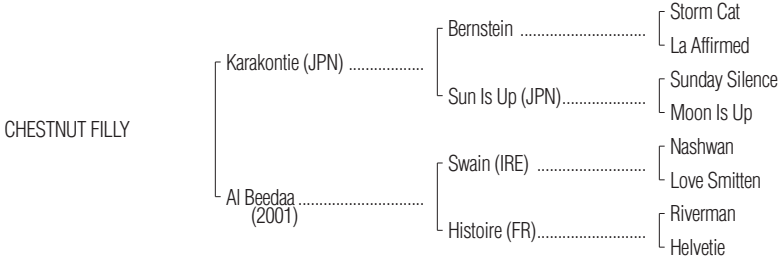 Storm Cat
Bernstein ..............................
La Affirmed
Karakontie (JPN) ..................
Sunday Silence
Sun Is Up (JPN)....................
Moon Is Up
CHESTNUT FILLY
Nashwan
Swain (IRE) ..........................
Love Smitten
Al Beedaa ..............................
(2001)
Riverman
Histoire (FR)..........................
Helvetie